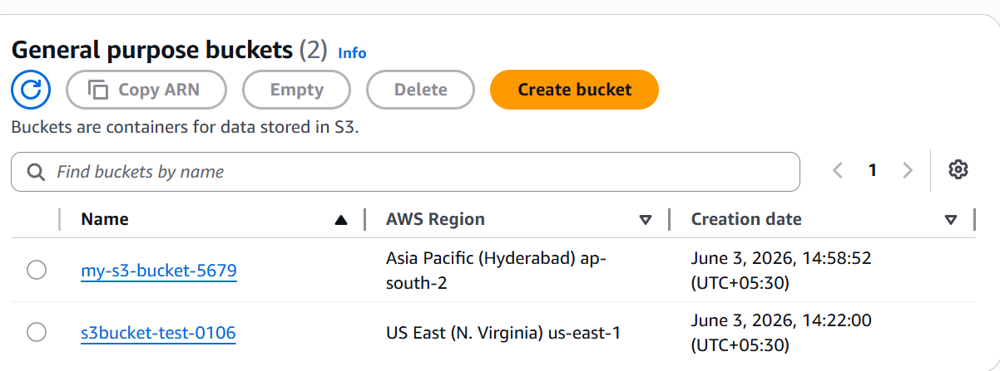 General purpose buckets (2) Info
Copy ARN Empty Delete Create bucket
Buckets are containers for data stored in S3.
Find buckets by name 1
Name AWS Region Creation date
my-s3-bucket-5679 Asia Pacific (Hyderabad) ap-south-2 June 3, 2026, 14:58:52 (UTC+05:30)
s3bucket-test-0106 US East (N. Virginia) us-east-1 June 3, 2026, 14:22:00 (UTC+05:30)